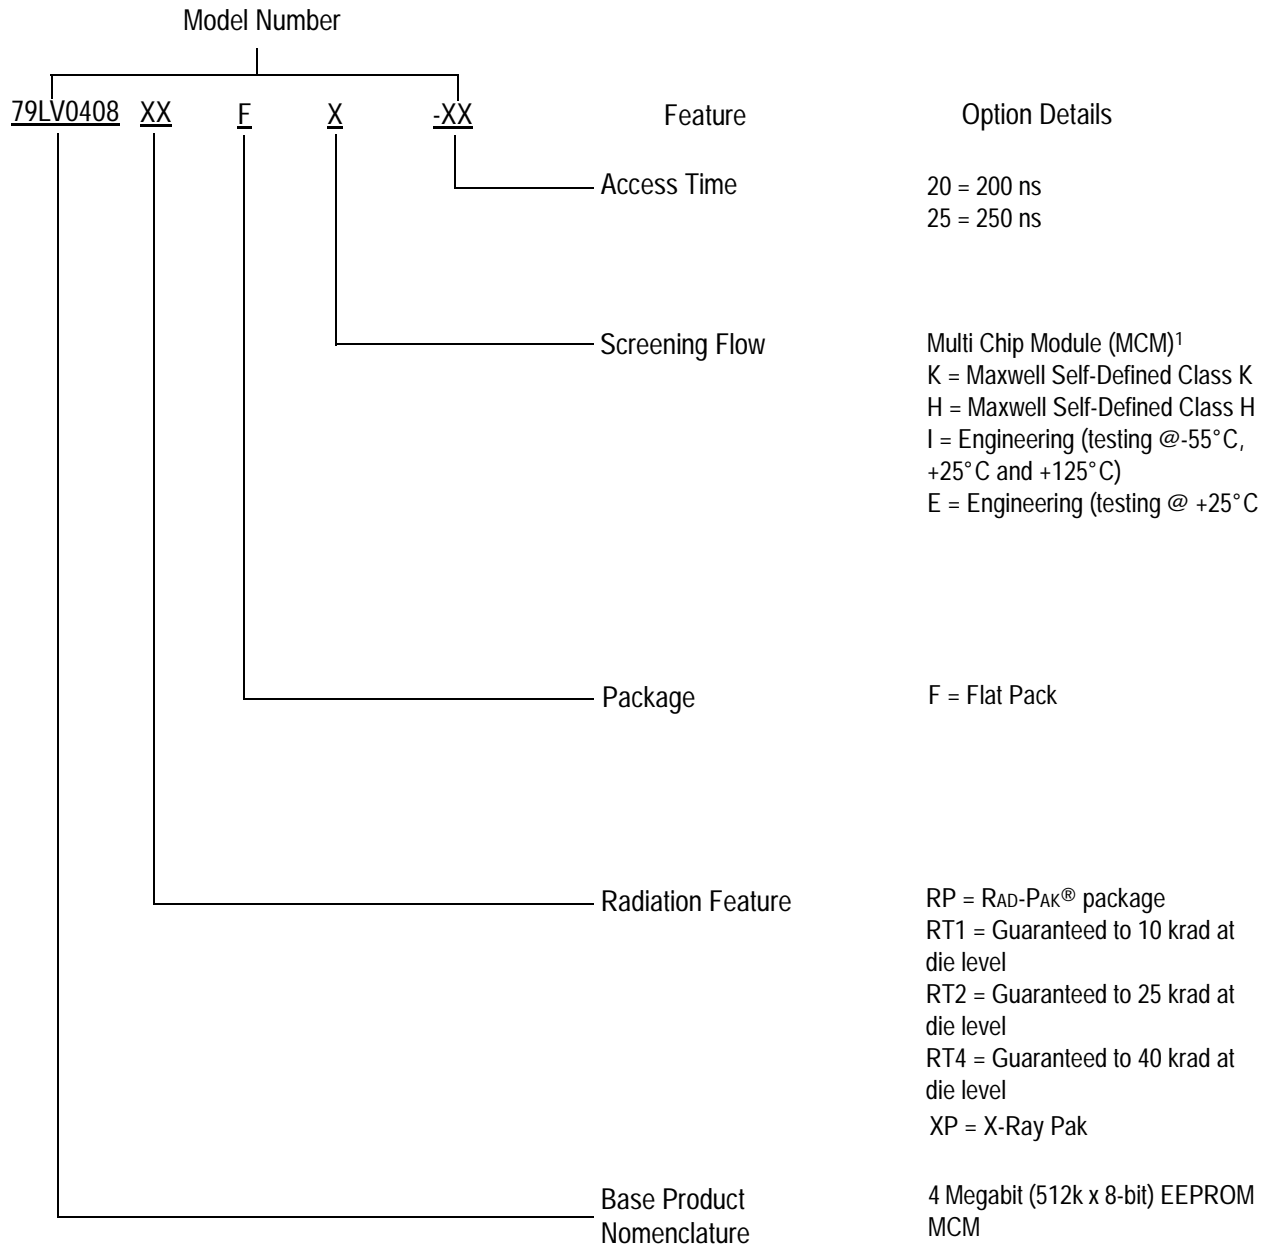 Model Number
79LV0408 XX F X -XX
Feature
Option Details
Access Time
20 = 200 ns
25 = 250 ns
Screening Flow
Multi Chip Module (MCM)1
K = Maxwell Self-Defined Class K
H = Maxwell Self-Defined Class H
I = Engineering (testing @-55°C,
+25°C and +125°C)
E = Engineering (testing @ +25°C
Package
F = Flat Pack
Radiation Feature
RP = RAD-PAK® package
RT1 = Guaranteed to 10 krad at
die level
RT2 = Guaranteed to 25 krad at
die level
RT4 = Guaranteed to 40 krad at
die level
XP = X-Ray Pak
Base Product
Nomenclature
4 Megabit (512k x 8-bit) EEPROM
MCM